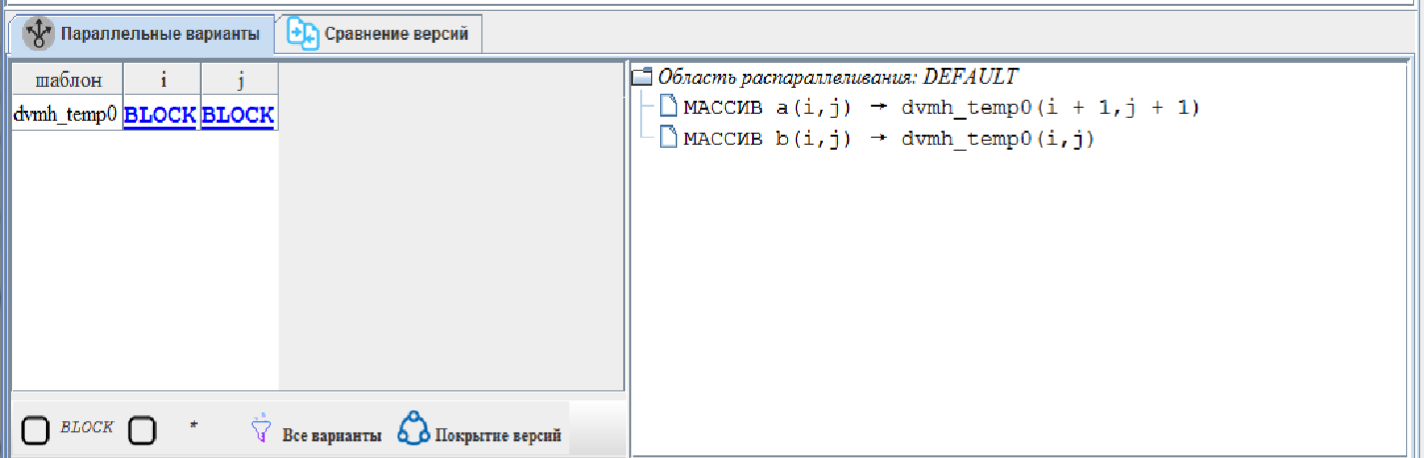 Параллельные варианты Сравнение версий
шаблон i j
dvmh_temp0 BLOCK BLOCK
Область распараллеливания: DEFAULT
МАССИВ a(i,j) → dvmh_temp0(i + 1,j + 1)
МАССИВ b(i,j) → dvmh_temp0(i,j)
BLOCK * Все варианты Покрытие версий